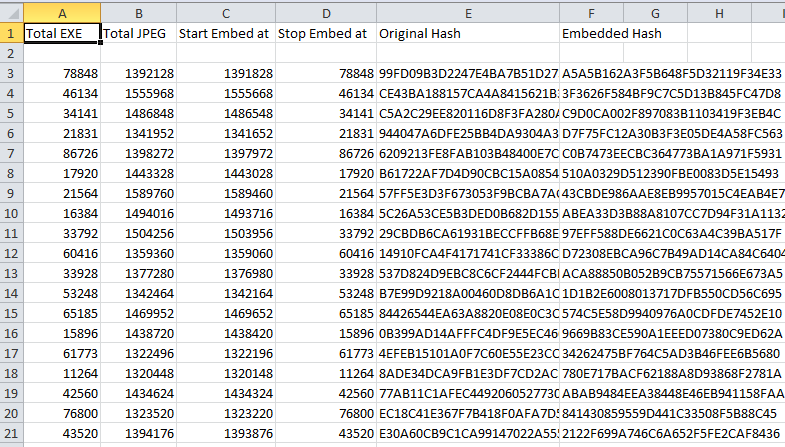 A B C D E F G H
1 Total EXE Total JPEG Start Embed at Stop Embed at Original Hash Embedded Hash
2
3 78848 1392128 1391828 78848 99FD09B3D2247E4BA7B51D27 A5A5B162A3F5B648F5D32119F34E33
4 46134 1555968 1555668 46134 CE43BA188157CA4A8415621B 3F3626F584BF9C7C5D13B845FC47D8
5 34141 1486848 1486548 34141 C5A2C29EE820116D8F3FA280 C9D0CA002F897083B1103419F3EB4C
6 21831 1341952 1341652 21831 944047A6DFE25BB4DA9304A3 D7F75FC12A30B3F3E05DE4A58FC563
7 86726 1398272 1397972 86726 6209213FE8FAB103B48400E7C C0B7473EECBC364773BA1A971F5931
8 17920 1443328 1443028 17920 B61722AF7D4D90CBC15A0854 510A0329D512390FBE0083D5E15493
9 21564 1589760 1589460 21564 57FF5E3D3F673053F9BCBA7A 43CBDE986AAE8EB9957015C4EAB4E7
10 16384 1494016 1493716 16384 5C26A53CE5B3DED0B682D155 ABEA33D3B88A8107CC7D94F31A1132
11 33792 1504256 1503956 33792 29CBDB6CA61931BECCFFB68E 97EFF588DE6621C0C63A4C39BA517F
12 60416 1359360 1359060 60416 14910FCA4F4171741CF33386C D72308EBCA96C7B49AD14CA84C6404
13 33928 1377280 1376980 33928 537D824D9EBC8C6CF2444FCB ACA88850B052B9CB75571566E673A5
14 53248 1342464 1342164 53248 B7E99D9218A00460D8DB6A1C 1D1B2E6008013717DFB550CD56C695
15 65185 1469952 1469652 65185 84426544EA63A8820E08E0C3 574C5E58D9940976A0CDFDE7452E10
16 15896 1438720 1438420 15896 0B399AD14AFFFC4DF9E5EC46 9669B83CE590A1EEED07380C9ED62A
17 61773 1322496 1322196 61773 4EFEB15101A0F7C60E55E23CC 34262475BF764C5AD3B46FEE6B5680
18 11264 1320448 1320148 11264 8ADE34DCA9FB1E3DF7CD2AC 780E717BACF62188A8D93868F2781A
19 42560 1434624 1434324 42560 77AB11C1AFEC4492060527730 ABAB9484EEA38448E46EB941158FAA
20 76800 1323520 1323220 76800 EC18C41E367F7B418F0AFA7D 841430859559D441C33508F5B88C45
21 43520 1394176 1393876 43520 E30A60CB9C1CA99147022A55 2122F699A746C6A652F5FE2CAF8436